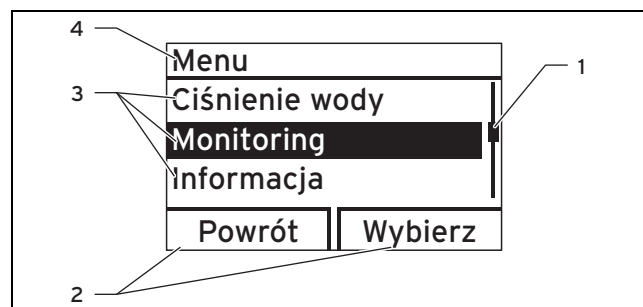 4
Menu
1
3
Ciśnienie wody
Monitoring
Informacja
Powrót Wybierz
2